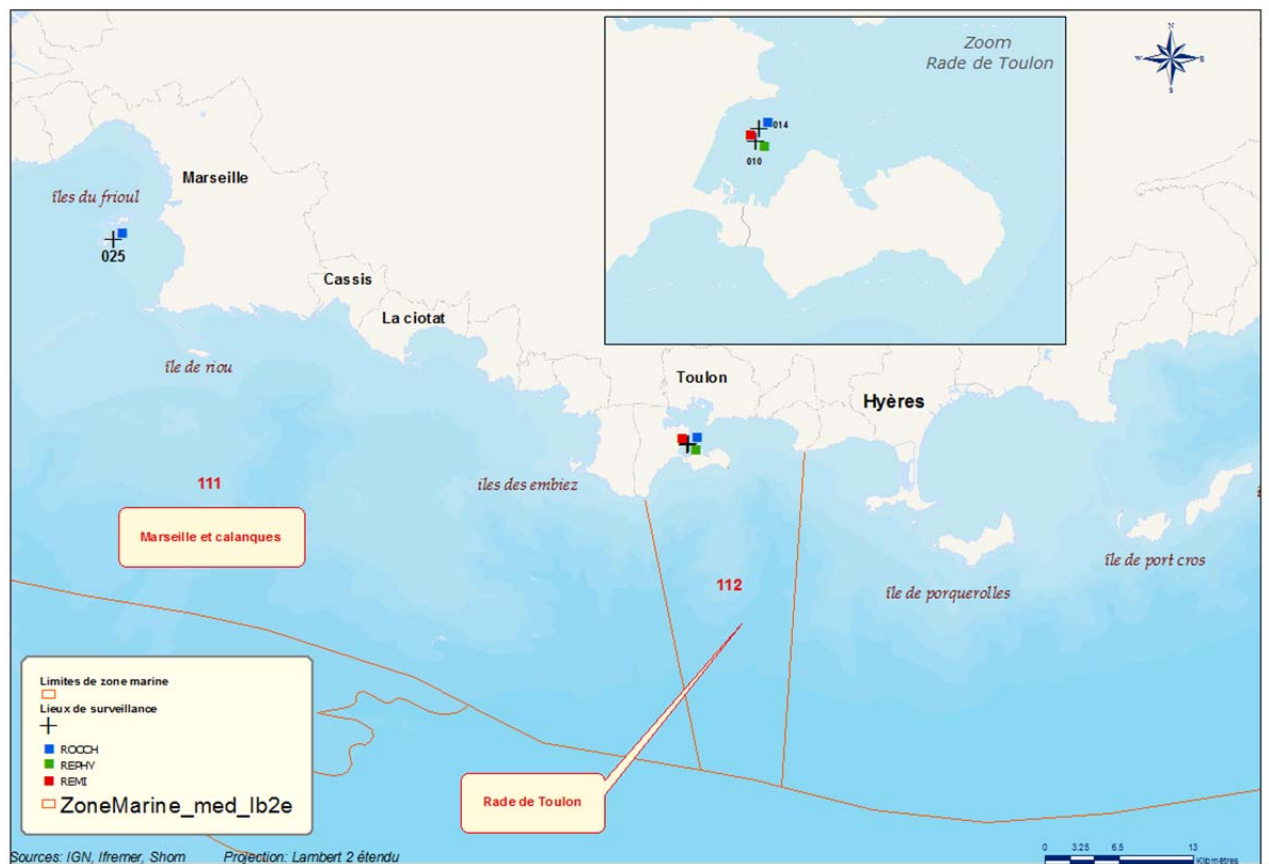 Zoom
Rade de Toulon
N
W
S
014
010
Marseille
îles du frioul
025
Cassis
La ciotat
île de riou
Toulon
Hyères
111
îles des embiez
Marseille et calanques
112
île de port cros
île de porquerolles
Limites de zone marine
Lieux de surveillance
ROCCH
REPHY
REMI
ZoneMarine_med_lb2e
Rade de Toulon
Sources: IGN, Ifremer, Shom Projection: Lambert 2 étendu
0 3.25 6.5 13
Kilomètres